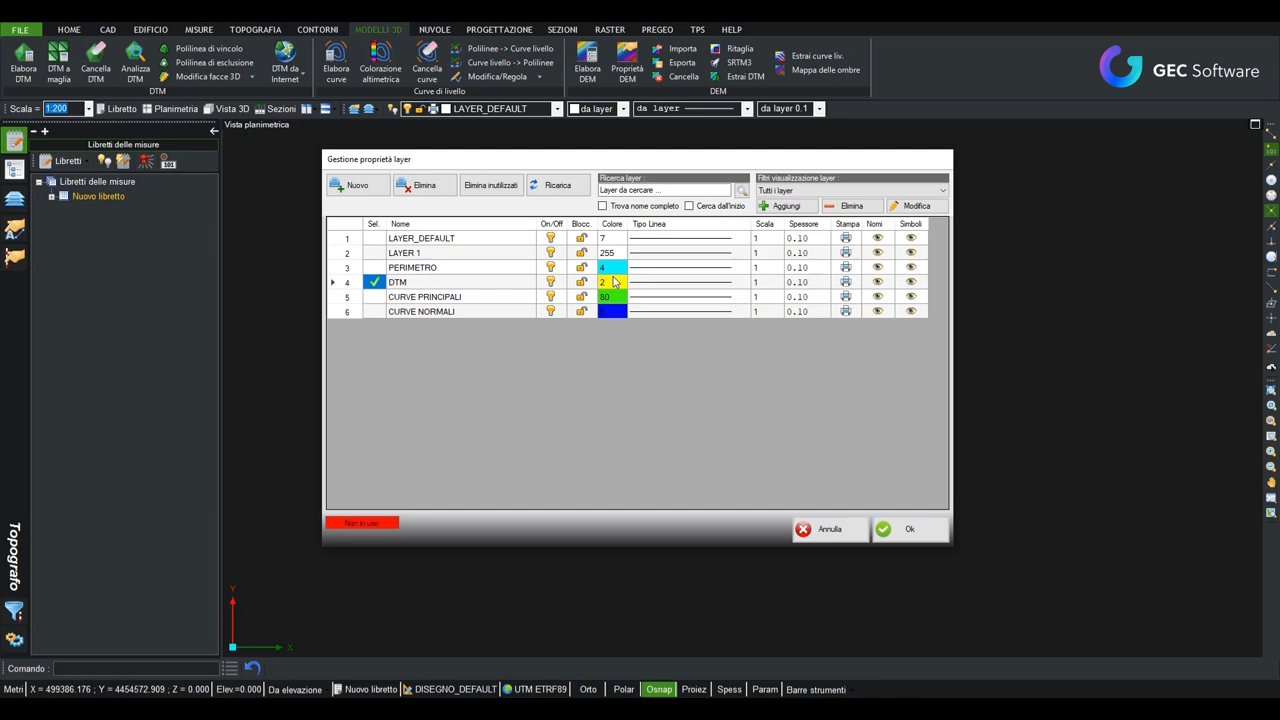 FILE HOME CAD EDIFICIO MISURE TOPOGRAFIA CONTORNI MODELLI 3D NUVOLE PROGETTAZIONE SEZIONI RASTER PREGEO TPS HELP
Elabora DTM
DTM a maglia
Cancella DTM
Analizza DTM
Polilinea di vincolo
Polilinea di esclusione
Modifica facce 3D
DTM da Internet
DTM
Elabora curve
Colorazione altimetrica
Cancella curve
Polilinee -> Curve livello
Curve livello -> Polilinee
Modifica/Regola
Curve di livello
Elabora DEM
Proprietà DEM
Importa
Esporta
Cancella
Ritaglia
SRTM3
Estrai DTM
Estrai curve liv.
Mappa delle ombre
DEM
GEC Software
Scala = 1:200 Libretto Planimetria Vista 3D Sezioni LAYER_DEFAULT da layer da layer da layer 0.1
Vista planimetrica
Libretti delle misure
Libretti 101
Libretti delle misure
Nuovo libretto
Gestione proprietà layer
Nuovo Elimina Elimina inutilizzati Ricarica
Ricerca layer :
Layer da cercare ...
Trova nome completo Cerca dall'inizio
Filtri visualizzazione layer :
Tutti i layer
Aggiungi Elimina Modifica
Sel. Nome On/Off Blocc. Colore Tipo Linea Scala Spessore Stampa Nomi Simboli
1 LAYER_DEFAULT 7 1 0.10
2 LAYER 1 255 1 0.10
3 PERIMETRO 4 1 0.10
4 DTM 2 1 0.10
5 CURVE PRINCIPALI 80 1 0.10
6 CURVE NORMALI 1 0.10
Non in uso
Annulla Ok
Topografo
Y
X
Comando :
Metri X = 499386.176 ; Y = 4454572.909 ; Z = 0.000 Elev=0.000 Da elevazione Nuovo libretto DISEGNO_DEFAULT UTM ETRF89 Orto Polar Osnap Proiez Spess Param Barre strumenti